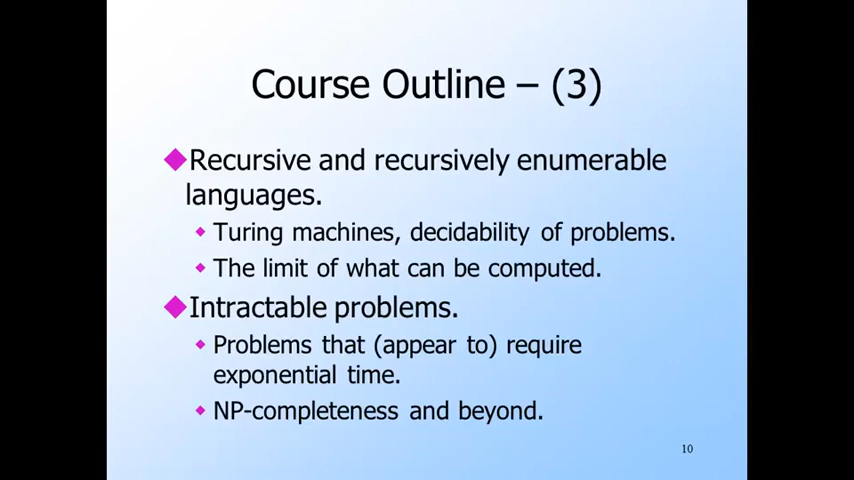 Course Outline – (3)
Recursive and recursively enumerable
languages.
Turing machines, decidability of problems.
The limit of what can be computed.
Intractable problems.
Problems that (appear to) require
exponential time.
NP-completeness and beyond.
10